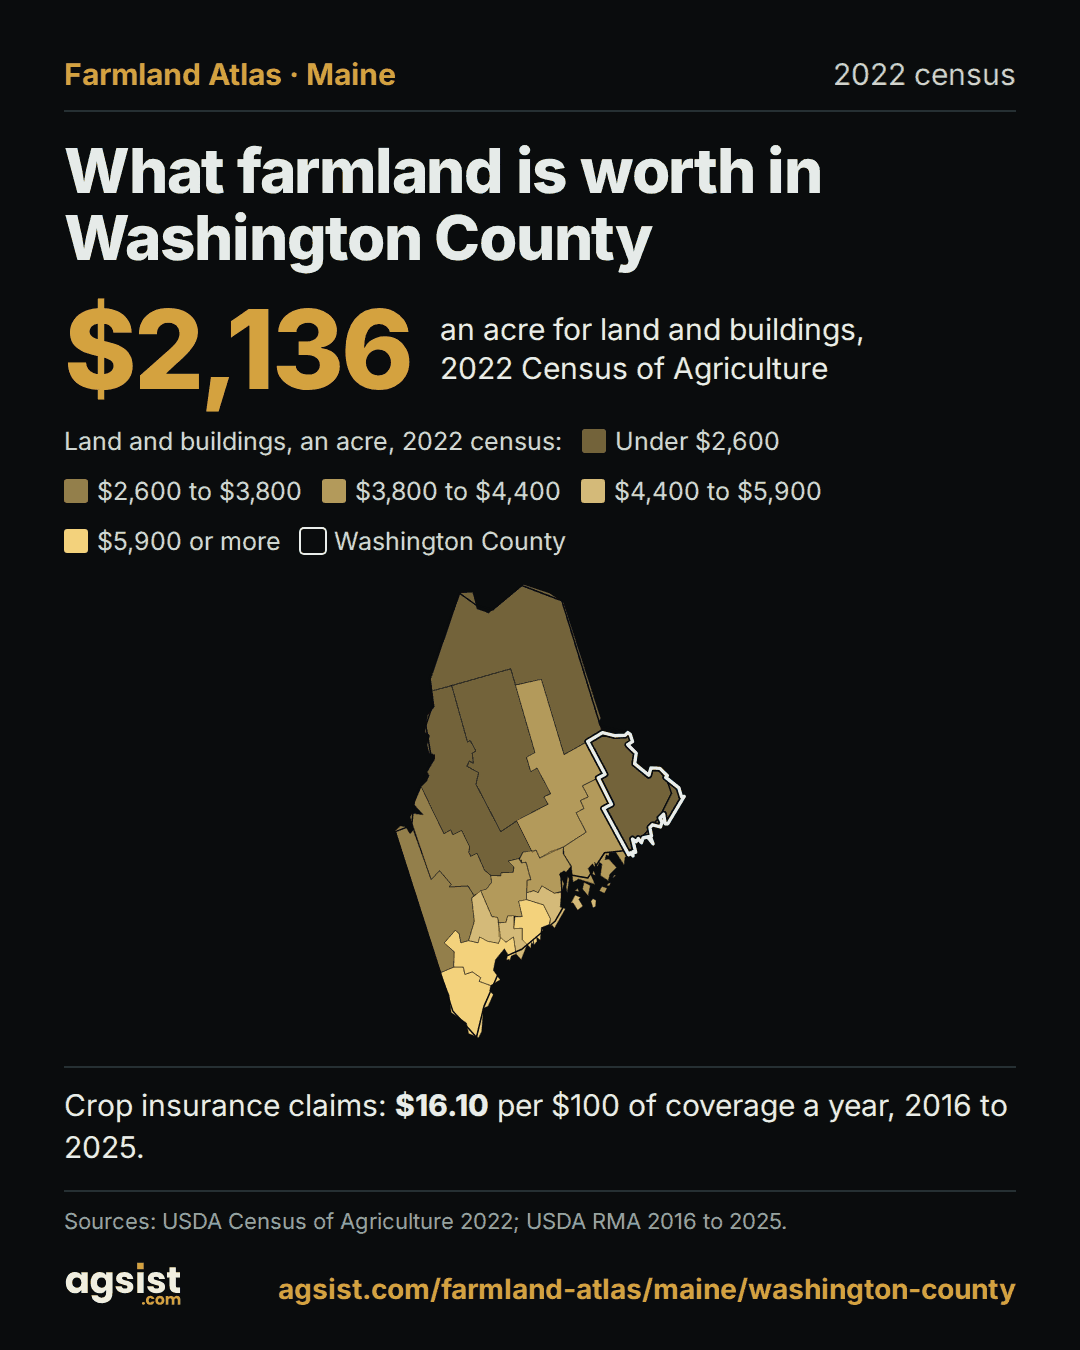 Farmland Atlas · Maine
2022 census
What farmland is worth in
Washington County
$2,136
an acre for land and buildings,
2022 Census of Agriculture
Land and buildings, an acre, 2022 census: Under $2,600
$2,600 to $3,800 $3,800 to $4,400 $4,400 to $5,900
$5,900 or more Washington County
Crop insurance claims: $16.10 per $100 of coverage a year, 2016 to
2025.
Sources: USDA Census of Agriculture 2022; USDA RMA 2016 to 2025.
agsist
.com
agsist.com/farmland-atlas/maine/washington-county